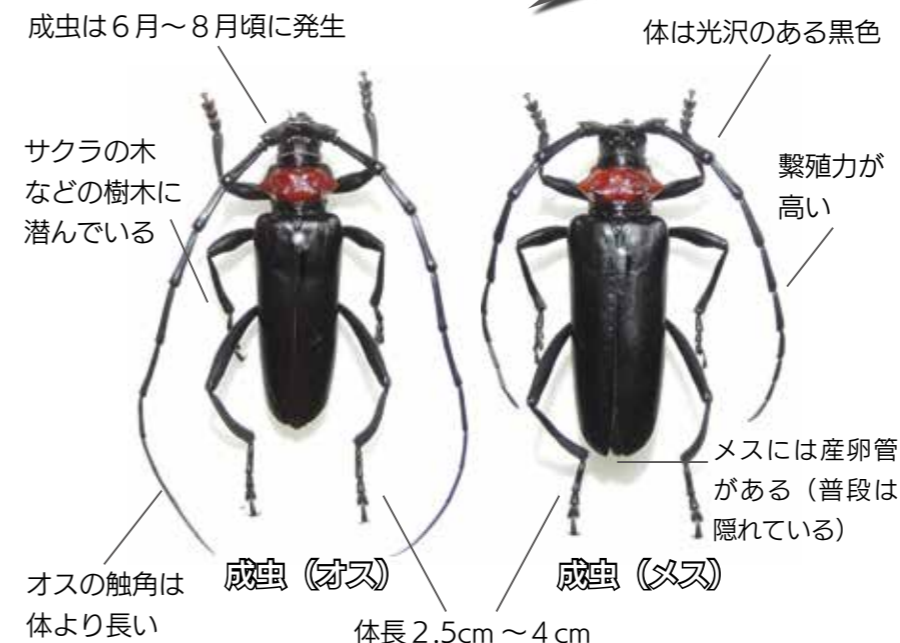 成虫は６月～８月頃に発生
体は光沢のある黒色
サクラの木
などの樹木に
潜んでいる
繫殖力が
高い
メスには産卵管
がある（普段は
隠れている）
成虫（オス）
成虫（メス）
オスの触角は
体より長い
体長２.５cm ～４cm